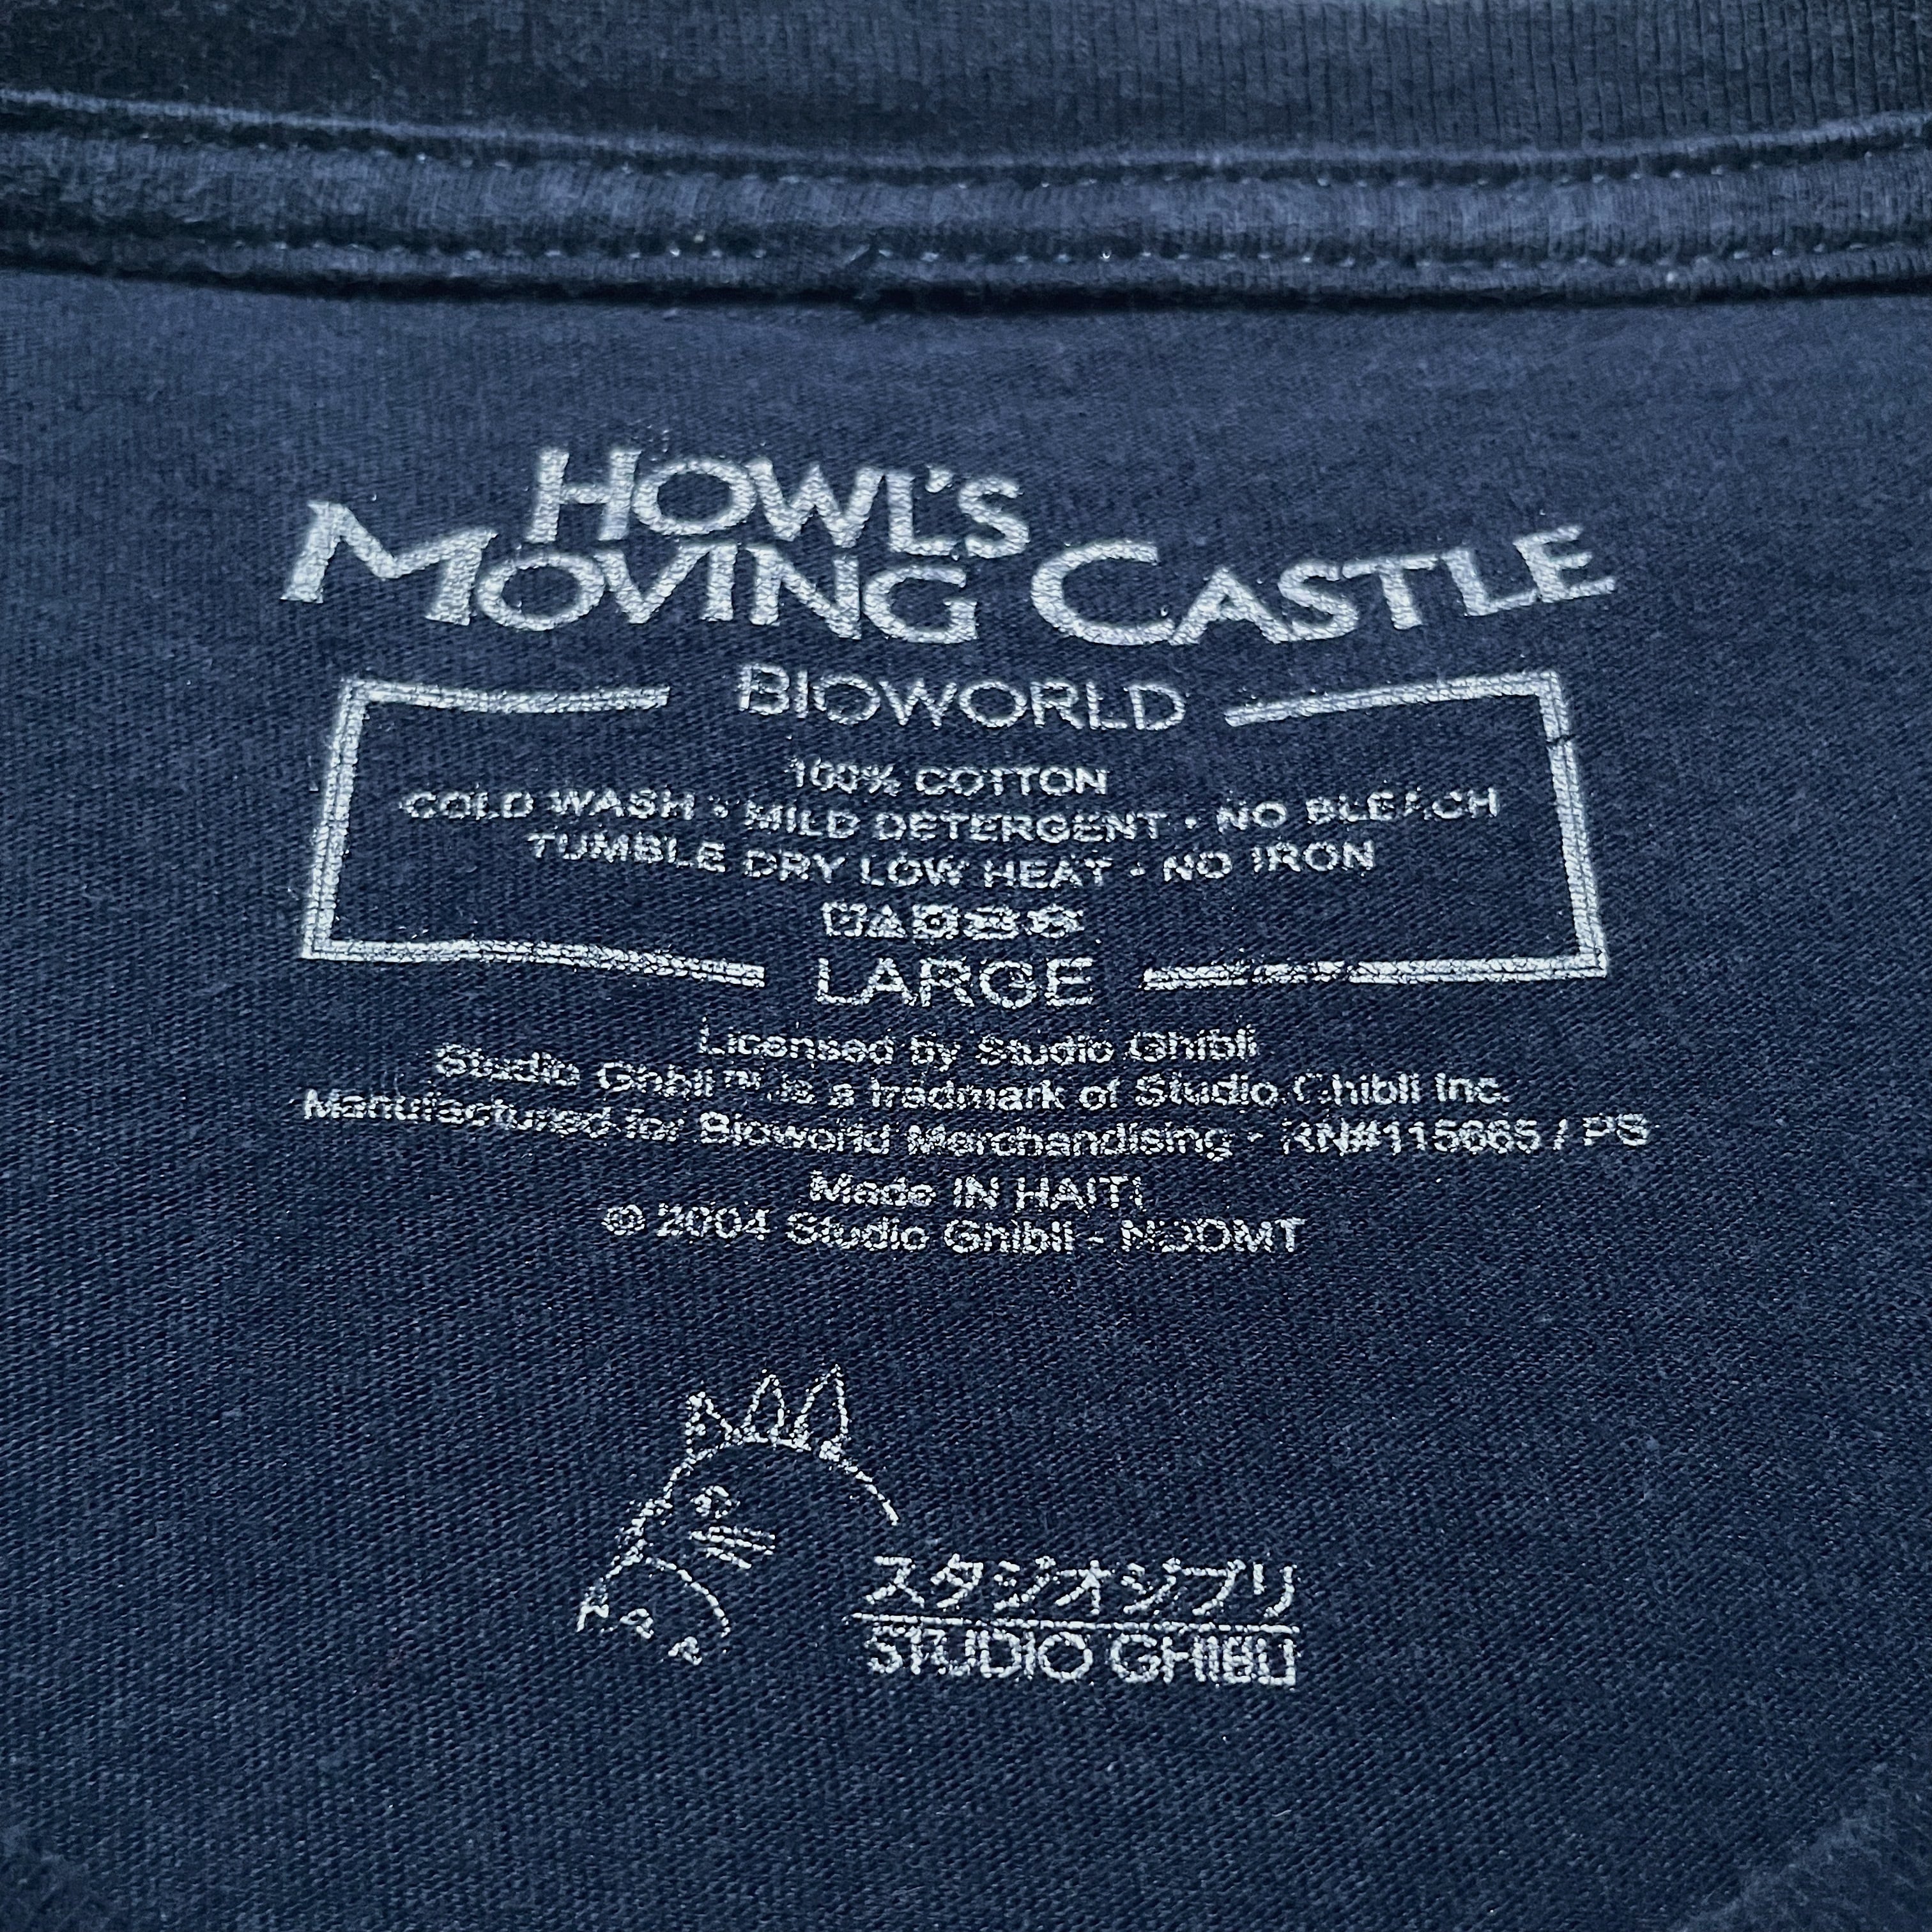 HOWL'S
MOVING CASTLE
BIOWORLD
100% COTTON
COLD WASH • MILD DETERGENT • NO BLEACH
TUMBLE DRY LOW HEAT - NO IRON
LARGE
Licensed by Studio Ghibli
Studio Ghibli™ is a tradmark of Studio Ghibli Inc.
Manufactured for Bioworld Merchandising - RN#115665 / PS
Made IN HAITI
© 2004 Studio Ghibli - NDDMT
スタジオジブリ
STUDIO GHIBLI